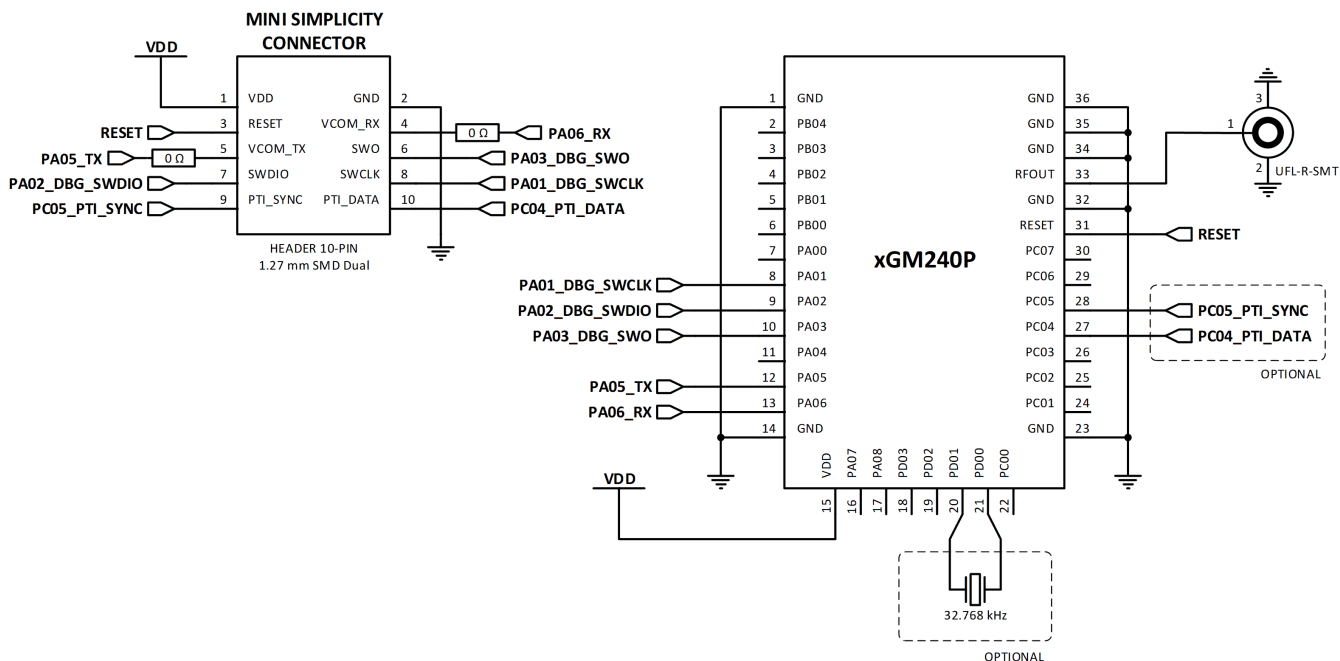 MINI SIMPLICITY
CONNECTOR
VDD
1 VDD GND 2
RESET 3 RESET VCOM_RX 4 0 Ω PA06_RX
PA05_TX 0 Ω 5 VCOM_TX SWO 6 PA03_DBG_SWO
PA02_DBG_SWDIO 7 SWDIO SWCLK 8 PA01_DBG_SWCLK
PC05_PTI_SYNC 9 PTI_SYNC PTI_DATA 10 PC04_PTI_DATA
HEADER 10-PIN
1.27 mm SMD Dual
xGM240P
1 GND GND 36
2 PB04 GND 35
3 PB03 GND 34
4 PB02 RFOUT 33
5 PB01 GND 32
6 PB00 RESET 31 RESET
7 PA00 PC07 30
PA01_DBG_SWCLK 8 PA01 PC06 29
PA02_DBG_SWDIO 9 PA02 PC05 28 PC05_PTI_SYNC
PA03_DBG_SWO 10 PA03 PC04 27 PC04_PTI_DATA
11 PA04 PC03 26
PA05_TX 12 PA05 PC02 25
PA06_RX 13 PA06 PC01 24
14 GND GND 23
OPTIONAL
3
1
2
UFL-R-SMT
VDD
VDD PA07 PA08 PD03 PD02 PD01 PD00 PC00
15 16 17 18 19 20 21 22
32.768 kHz
OPTIONAL